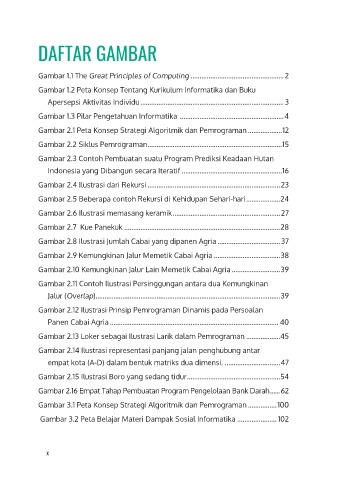 DAFTAR GAMBAR
Gambar 1.1 The Great Principles of Computing ................................................. 2
Gambar 1.2 Peta Konsep Tentang Kurikulum Informatika dan Buku
Apersepsi Aktivitas Individu ........................................................................... 3
Gambar 1.3 Pilar Pengetahuan Informatika ....................................................... 4
Gambar 2.1 Peta Konsep Strategi Algoritmik dan Pemrograman ..................12
Gambar 2.2 Siklus Pemrograman.......................................................................15
Gambar 2.3 Contoh Pembuatan suatu Program Prediksi Keadaan Hutan
Indonesia yang Dibangun secara Iteratif .....................................................16
Gambar 2.4 Ilustrasi dari Rekursi ......................................................................23
Gambar 2.5 Beberapa contoh Rekursi di Kehidupan Sehari-hari ..................24
Gambar 2.6 Ilustrasi memasang keramik.........................................................27
Gambar 2.7 Kue Panekuk ...................................................................................28
Gambar 2.8 Ilustrasi Jumlah Cabai yang dipanen Agria .................................37
Gambar 2.9 Kemungkinan Jalur Memetik Cabai Agria ...................................38
Gambar 2.10 Kemungkinan Jalur Lain Memetik Cabai Agria ..........................39
Gambar 2.11 Contoh Ilustrasi Persinggungan antara dua Kemungkinan
Jalur (Overlap)..................................................................................................39
Gambar 2.12 Ilustrasi Prinsip Pemrograman Dinamis pada Persoalan
Panen Cabai Agria ......................................................................................... 40
Gambar 2.13 Loker sebagai Ilustrasi Larik dalam Pemrograman ..................45
Gambar 2.14 Ilustrasi representasi panjang jalan penghubung antar
empat kota (A-D) dalam bentuk matriks dua dimensi. .............................47
Gambar 2.15 Ilustrasi Boro yang sedang tidur.................................................54
Gambar 2.16 Empat Tahap Pembuatan Program Pengelolaan Bank Darah......62
Gambar 3.1 Peta Konsep Strategi Algoritmik dan Pemrograman ...............100
Gambar 3.2 Peta Belajar Materi Dampak Sosial Informatika ..................... 102
x